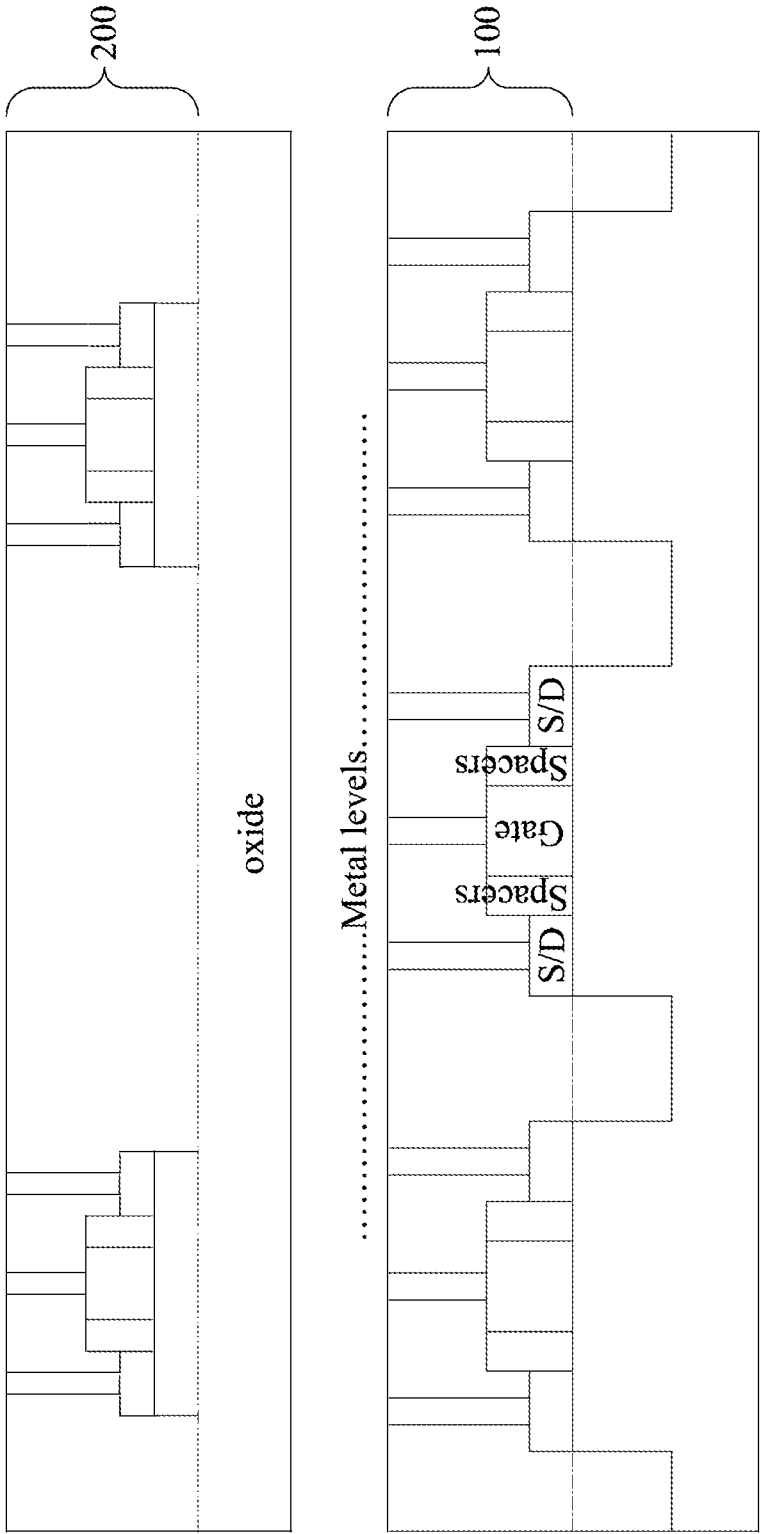 200
oxide
...............Metal levels...............
100
S/D
Spacers
Gate
Spacers
S/D